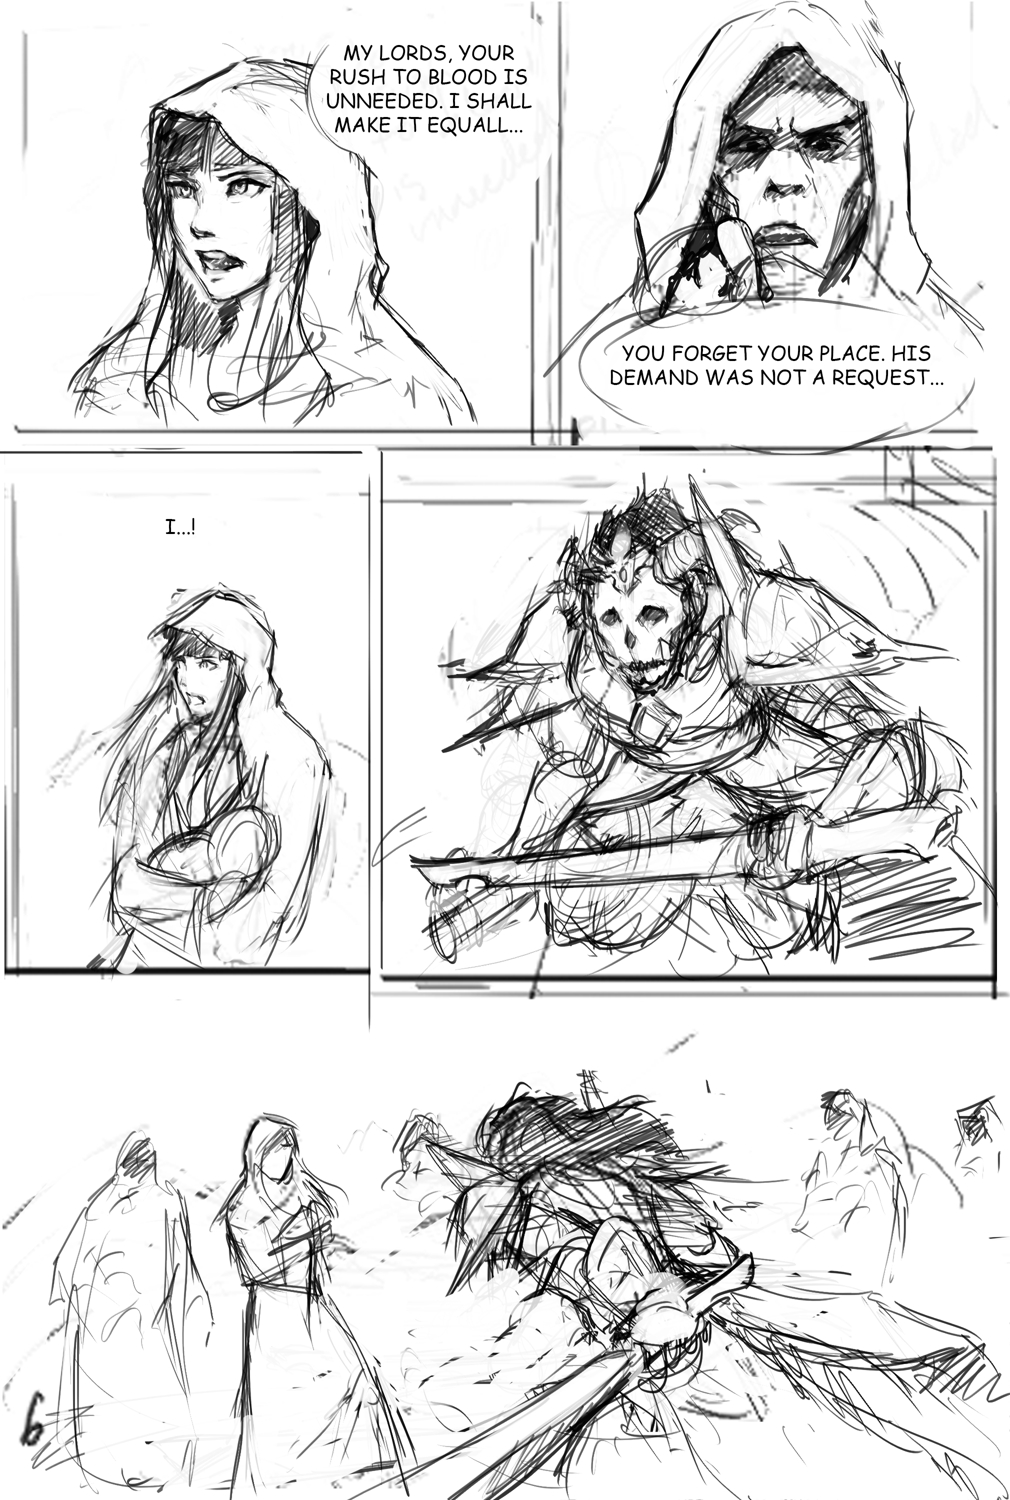 MY LORDS, YOUR
RUSH TO BLOOD IS
UNNEEDED. I SHALL
MAKE IT EQUALL...
YOU FORGET YOUR PLACE. HIS
DEMAND WAS NOT A REQUEST...
I...!
6